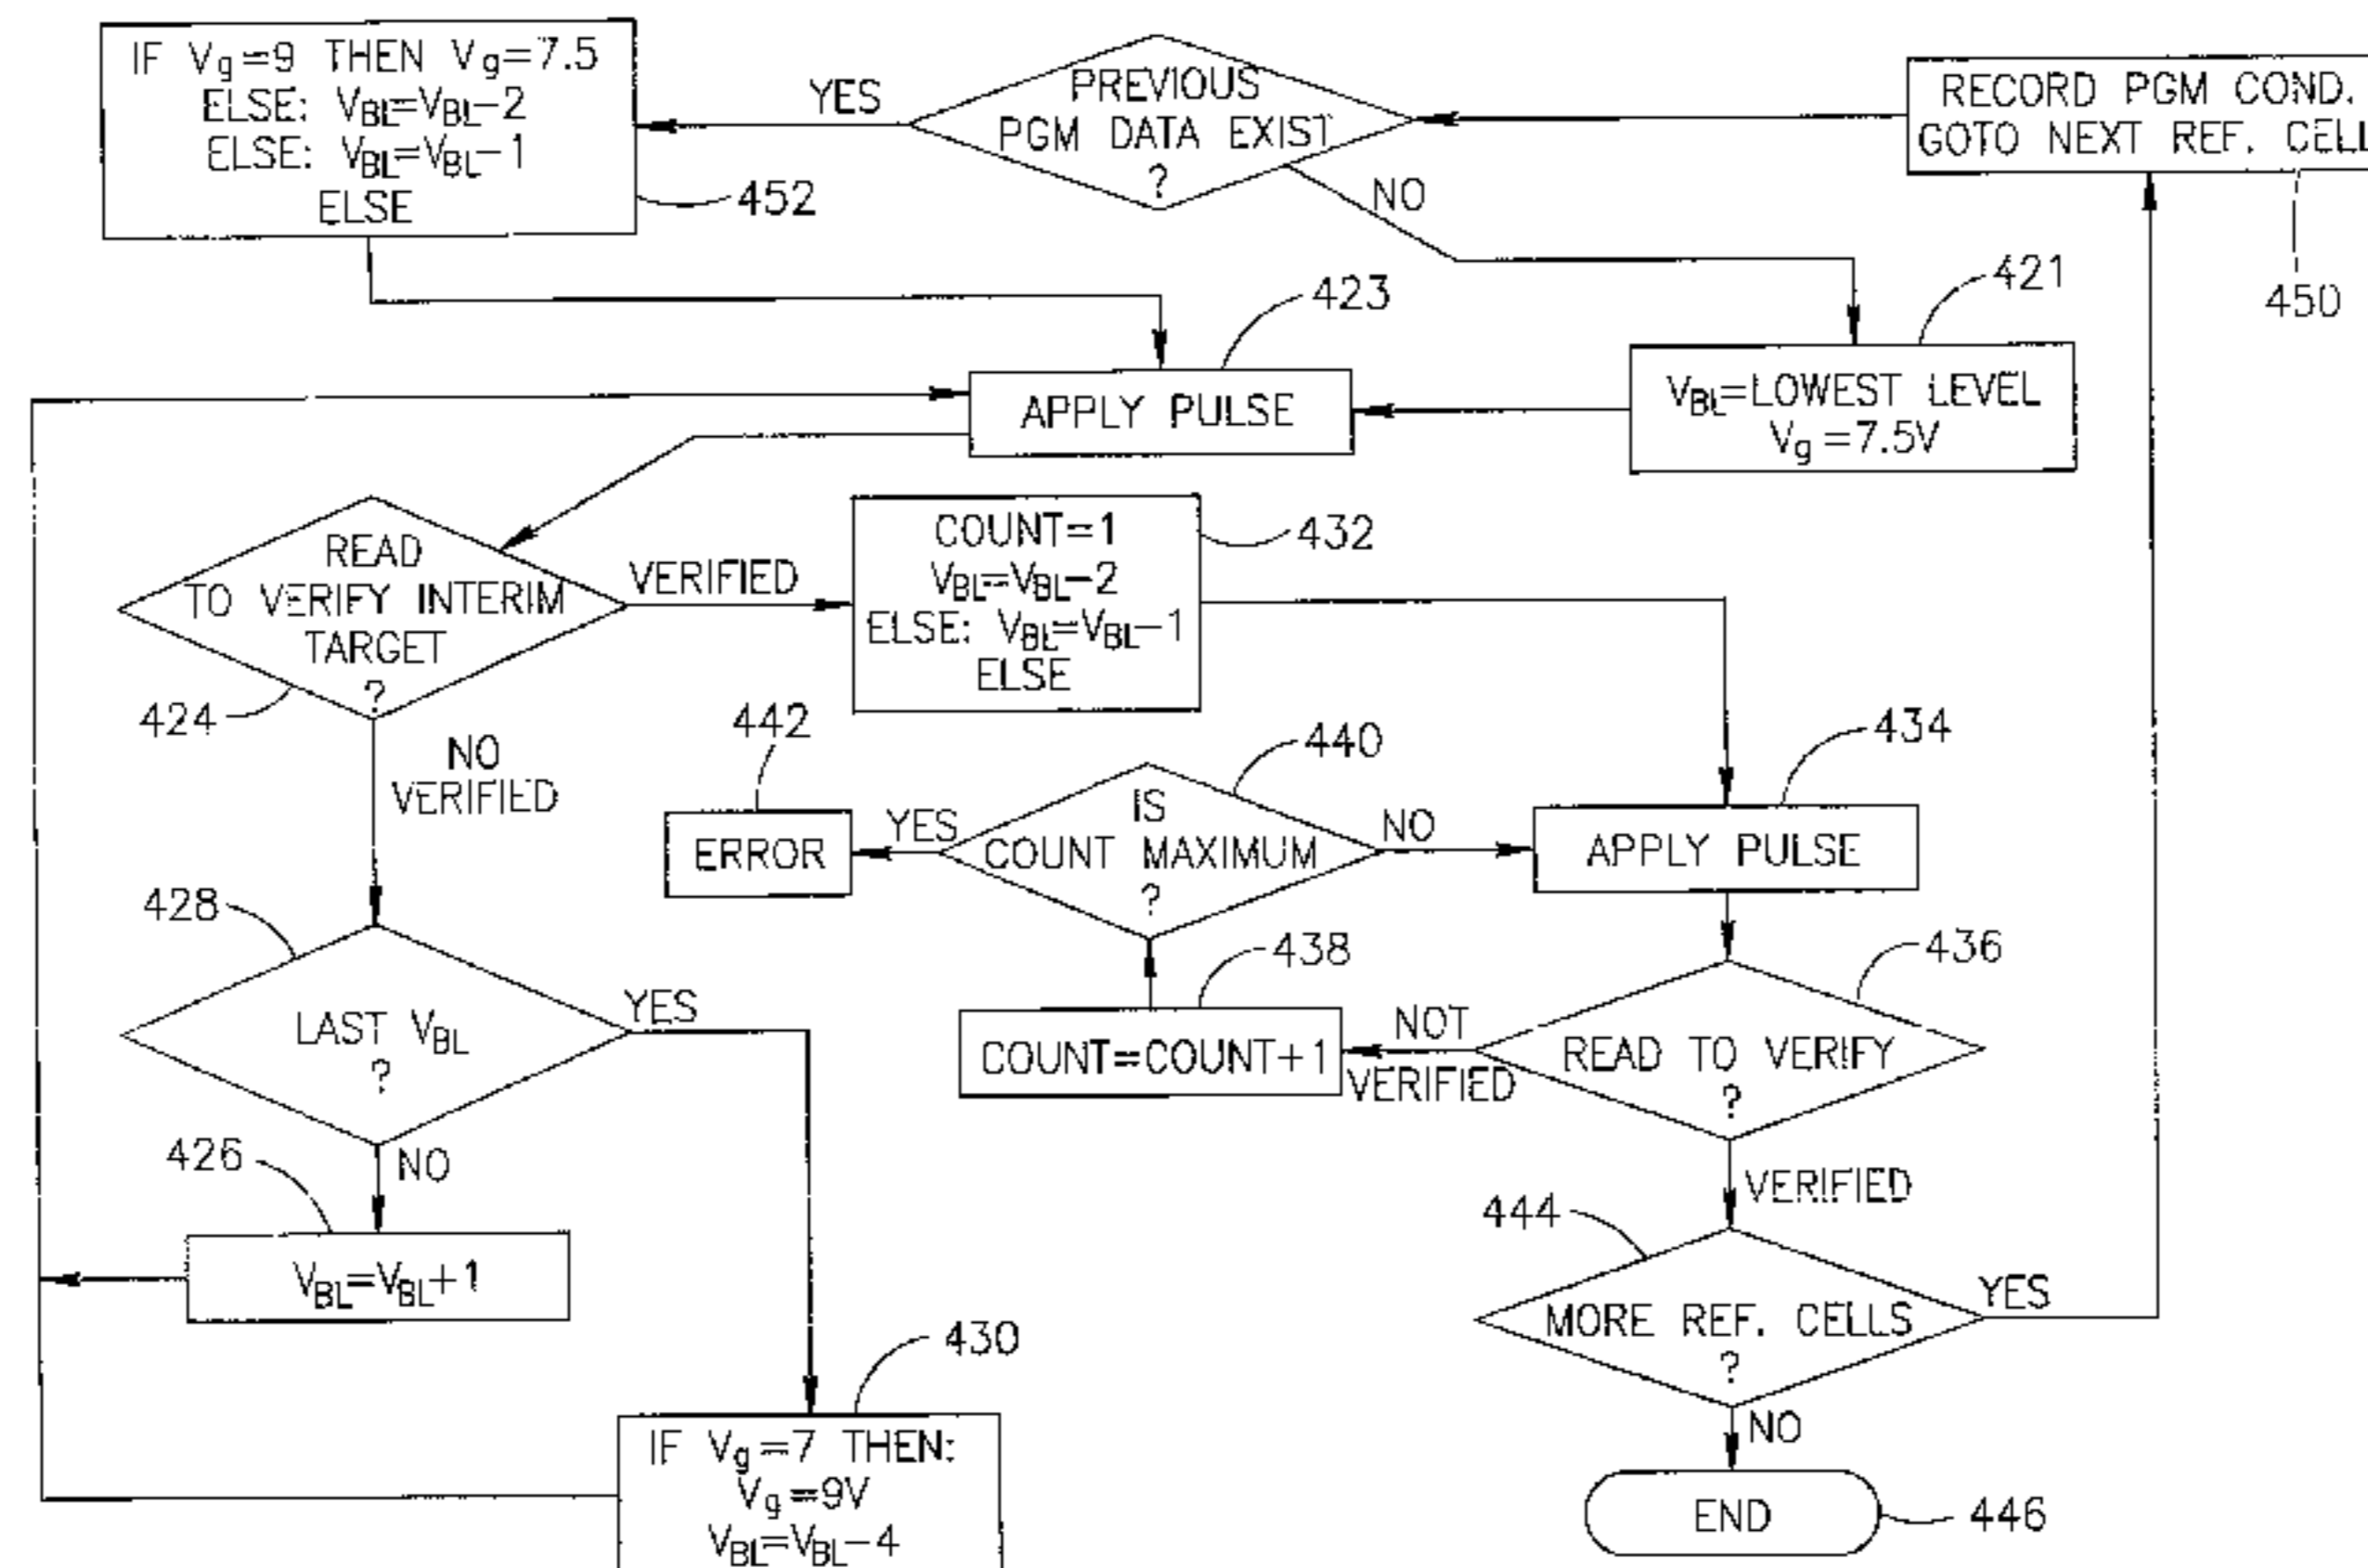 IF Vg=9 THEN Vg=7.5
ELSE: VBL=VBL-2
ELSE: VBL=VBL-1
ELSE
452
YES
PREVIOUS
PGM DATA EXIST
?
NO
RECORD PGM COND.
GOTO NEXT REF. CELL
450
421
VBL=LOWEST LEVEL
Vg=7.5V
423
APPLY PULSE
READ
TO VERIFY INTERIM
TARGET
?
424
VERIFIED
COUNT=1
VBL=VBL-2
ELSE: VBL=VBL-1
ELSE
432
NO
VERIFIED
442
ERROR
YES
IS
COUNT MAXIMUM
?
440
NO
434
APPLY PULSE
428
LAST VBL
?
YES
NO
438
COUNT=COUNT+1
NOT
VERIFIED
436
READ TO VERIFY
?
VERIFIED
426
VBL=VBL+1
444
MORE REF. CELLS
?
YES
NO
430
IF Vg=7 THEN:
Vg=9V
VBL=VBL-4
END
446